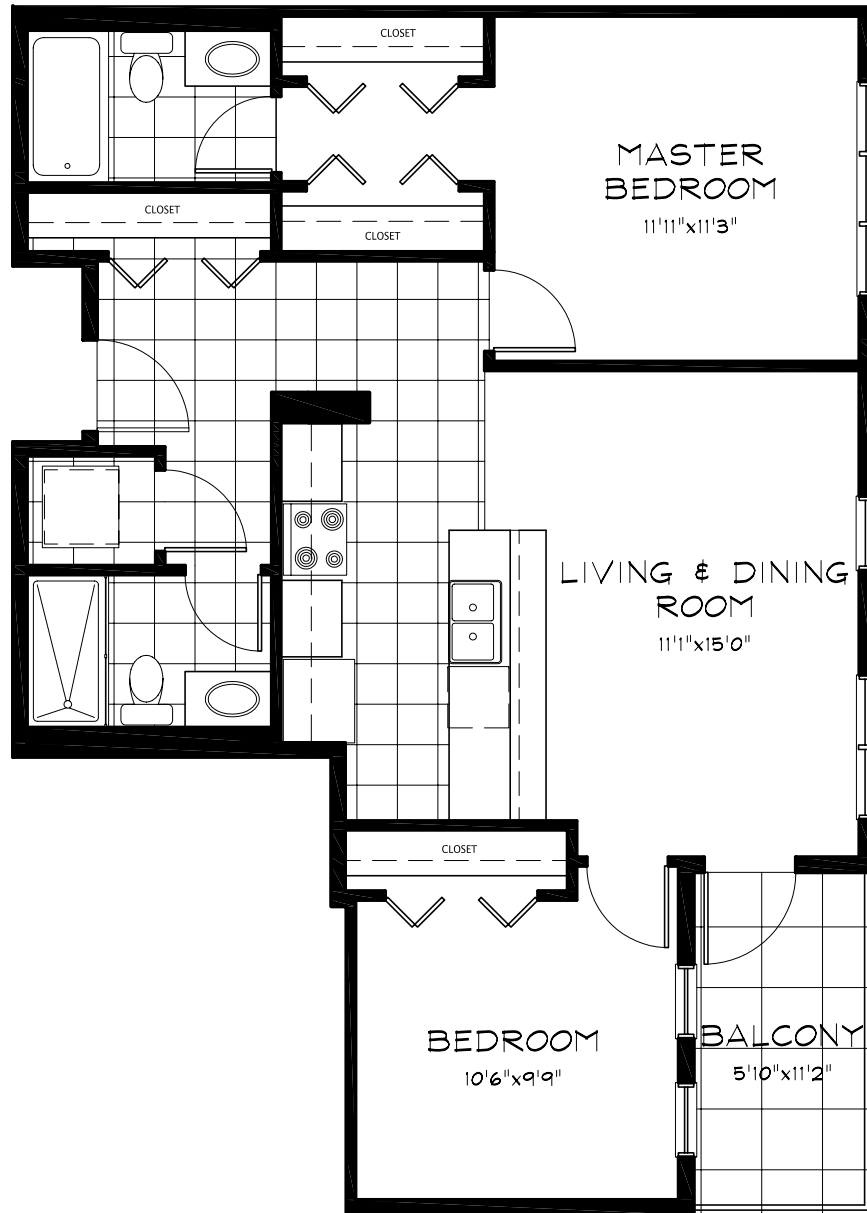 CLOSET
MASTER
BEDROOM
11'11"x11'3"
CLOSET
CLOSET
LIVING & DINING
ROOM
11'1"x15'0"
CLOSET
BEDROOM
10'6"x9'9"
BALCONY
5'10"x11'2"